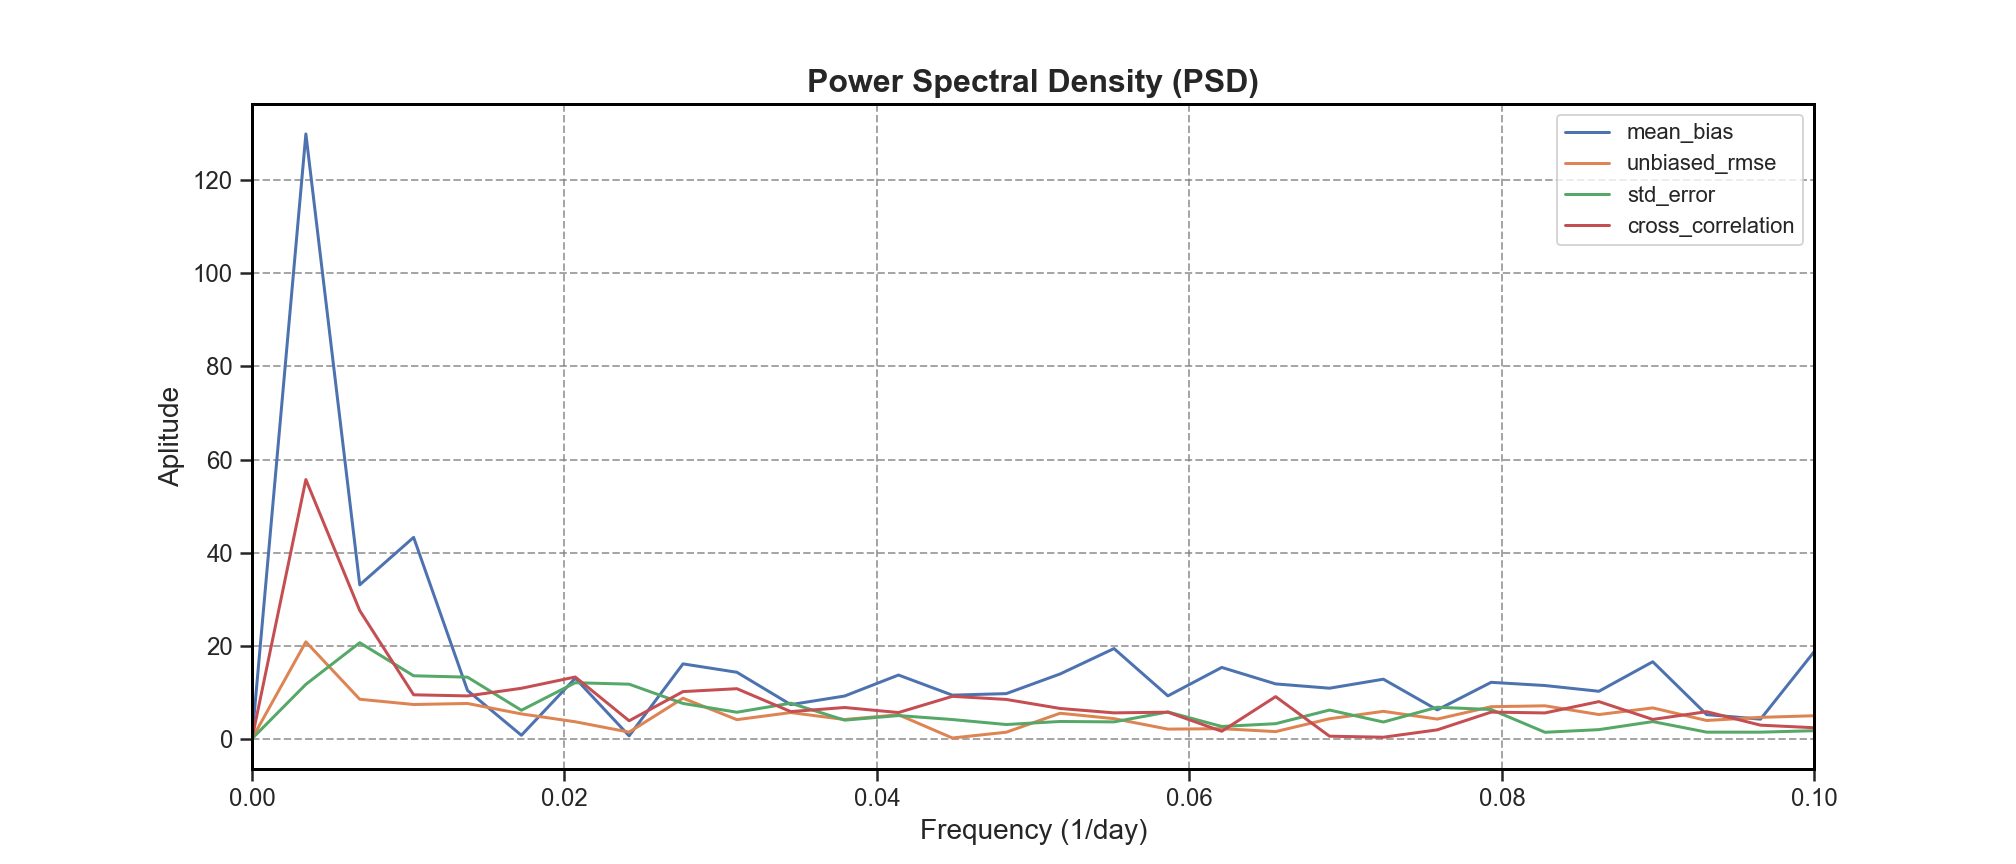 Power Spectral Density (PSD)
mean_bias
unbiased_rmse
std_error
cross_correlation
120
100
80
60
40
20
0
Aplitude
0.00 0.02 0.04 0.06 0.08 0.10
Frequency (1/day)